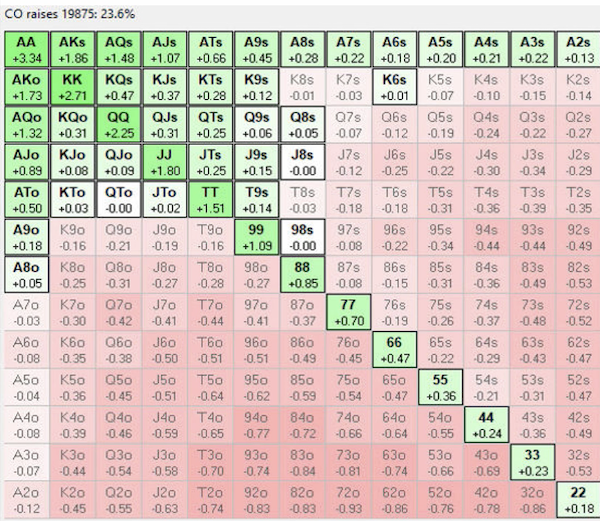 CO raises 19875: 23.6%
AA AKs AQs AJs ATs A9s A8s A7s A6s A5s A4s A3s A2s
+3.34 +1.86 +1.48 +1.07 +0.66 +0.45 +0.28 +0.22 +0.18 +0.20 +0.21 +0.22 +0.13
AKo KK KQs KJs KTs K9s K8s K7s K6s K5s K4s K3s K2s
+1.73 +2.71 +0.47 +0.37 +0.28 +0.12 -0.01 -0.03 +0.01 -0.07 -0.10 -0.15 -0.14
AQo KQo QQ QJs QTs Q9s Q8s Q7s Q6s Q5s Q4s Q3s Q2s
+1.32 +0.31 +2.25 +0.31 +0.25 +0.06 +0.05 -0.07 -0.12 -0.19 -0.24 -0.22 -0.27
AJo KJo QJo JJ JTs J9s J8s J7s J6s J5s J4s J3s J2s
+0.89 +0.08 +0.09 +1.80 +0.25 +0.15 -0.00 -0.12 -0.25 -0.22 -0.30 -0.34 -0.29
ATo KTo QTo JTo TT T9s T8s T7s T6s T5s T4s T3s T2s
+0.50 +0.03 -0.00 +0.02 +1.51 +0.14 -0.03 -0.18 -0.18 -0.31 -0.36 -0.39 -0.35
A9o K9o Q9o J9o T9o 99 98s 97s 96s 95s 94s 93s 92s
+0.18 -0.16 -0.21 -0.19 -0.16 +1.09 -0.00 -0.08 -0.22 -0.34 -0.44 -0.44 -0.49
A8o K8o Q8o J8o T8o 98o 88 87s 86s 85s 84s 83s 82s
+0.05 -0.25 -0.31 -0.27 -0.28 -0.27 +0.85 -0.08 -0.15 -0.31 -0.36 -0.49 -0.53
A7o K7o Q7o J7o T7o 97o 87o 77 76s 75s 74s 73s 72s
-0.03 -0.30 -0.42 -0.41 -0.44 -0.41 -0.37 +0.70 -0.19 -0.26 -0.37 -0.48 -0.52
A6o K6o Q6o J6o T6o 96o 86o 76o 66 65s 64s 63s 62s
-0.08 -0.35 -0.38 -0.50 -0.51 -0.51 -0.49 -0.45 +0.47 -0.22 -0.29 -0.43 -0.47
A5o K5o Q5o J5o T5o 95o 85o 75o 65o 55 54s 53s 52s
-0.04 -0.36 -0.45 -0.51 -0.64 -0.62 -0.59 -0.54 -0.47 +0.36 -0.21 -0.31 -0.47
A4o K4o Q4o J4o T4o 94o 84o 74o 64o 54o 44 43s 42s
-0.08 -0.39 -0.46 -0.59 -0.65 -0.77 -0.72 -0.66 -0.64 -0.55 +0.24 -0.36 -0.49
A3o K3o Q3o J3o T3o 93o 83o 73o 63o 53o 43o 33 32s
-0.07 -0.44 -0.54 -0.58 -0.70 -0.74 -0.83 -0.81 -0.74 -0.66 -0.69 +0.23 -0.53
A2o K2o Q2o J2o T2o 92o 82o 72o 62o 52o 42o 32o 22
-0.12 -0.45 -0.55 -0.63 -0.74 -0.83 -0.83 -0.93 -0.86 -0.76 -0.78 -0.86 +0.18